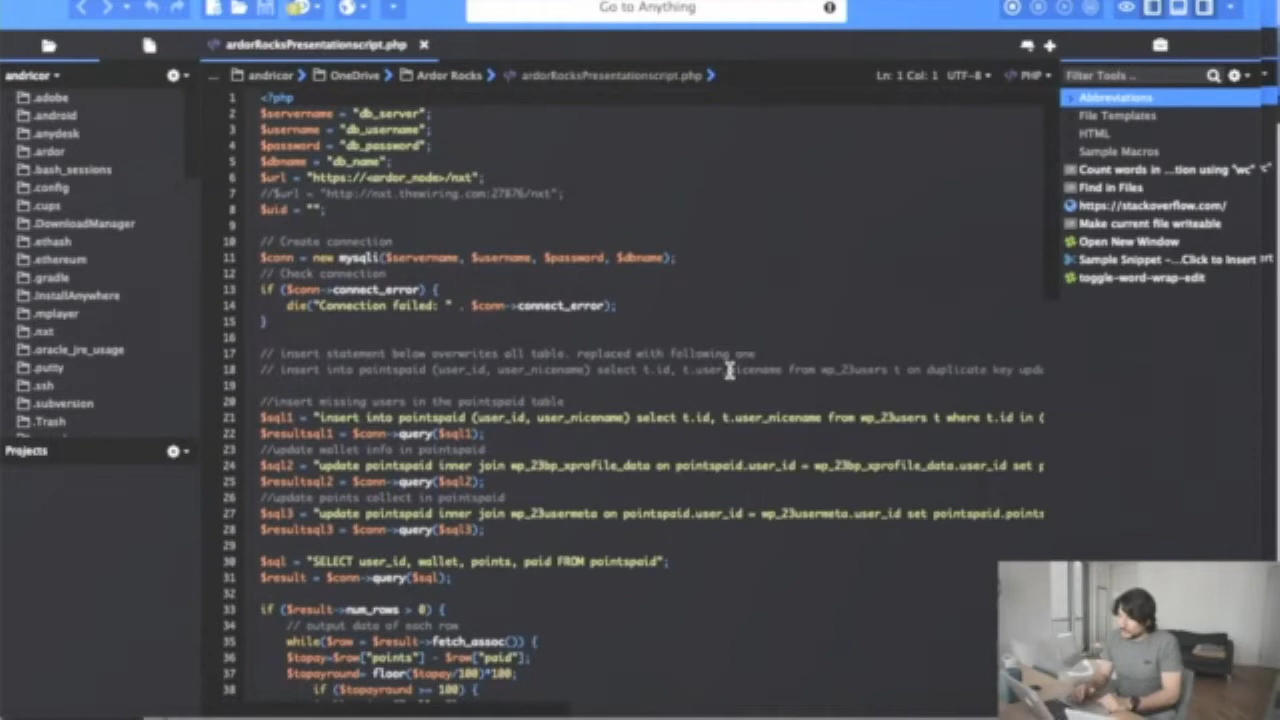 Go to Anything
ardorRocksPresentationscript.php
andricor
... andricor OneDrive Ardor Rocks ardorRocksPresentationscript.php
Ln: 1 Col: 1 UTF-8 PHP
Filter Tools ..
.adobe
.android
.anydesk
.ardor
.bash_sessions
.config
.cups
.DownloadManager
.ethash
.ethereum
.gradle
.InstallAnywhere
.mplayer
.nxt
.oracle_jre_usage
.putty
.ssh
.subversion
.Trash
Projects
1 <?php
2 $servername = "db_server";
3 $username = "db_username";
4 $password = "db_password";
5 $dbname = "db_name";
6 $url = "https://<ardor_node>/nxt";
7 //$url = "http://nxt.thewiring.com:27876/nxt";
8 $uid = "";
9
10 // Create connection
11 $conn = new mysqli($servername, $username, $password, $dbname);
12 // Check connection
13 if ($conn->connect_error) {
14 die("Connection failed: " . $conn->connect_error);
15 }
16
17 // insert statement below overwrites all table. replaced with following one
18 // insert into pointspaid (user_id, user_nicename) select t.id, t.user_nicename from wp_23users t on duplicate key upda
19
20 //insert missing users in the pointspaid table
21 $sql1 = "insert into pointspaid (user_id, user_nicename) select t.id, t.user_nicename from wp_23users t where t.id in (
22 $resultsql1 = $conn->query($sql1);
23 //update wallet info in pointspaid
24 $sql2 = "update pointspaid inner join wp_23bp_xprofile_data on pointspaid.user_id = wp_23bp_xprofile_data.user_id set p
25 $resultsql2 = $conn->query($sql2);
26 //update points collect in pointspaid
27 $sql3 = "update pointspaid inner join wp_23usermeta on pointspaid.user_id = wp_23usermeta.user_id set pointspaid.points
28 $resultsql3 = $conn->query($sql3);
29
30 $sql = "SELECT user_id, wallet, points, paid FROM pointspaid";
31 $result = $conn->query($sql);
32
33 if ($result->num_rows > 0) {
34 // output data of each row
35 while($row = $result->fetch_assoc()) {
36 $topay=$row["points"] - $row["paid"];
37 $topayround= floor($topay/100)*100;
38 if ($topayround >= 100) {
Abbreviations
File Templates
HTML
Sample Macros
Count words in ...tion using "wc"
Find in Files
https://stackoverflow.com/
Make current file writeable
Open New Window
Sample Snippet -...Click to Insert
toggle-word-wrap-edit